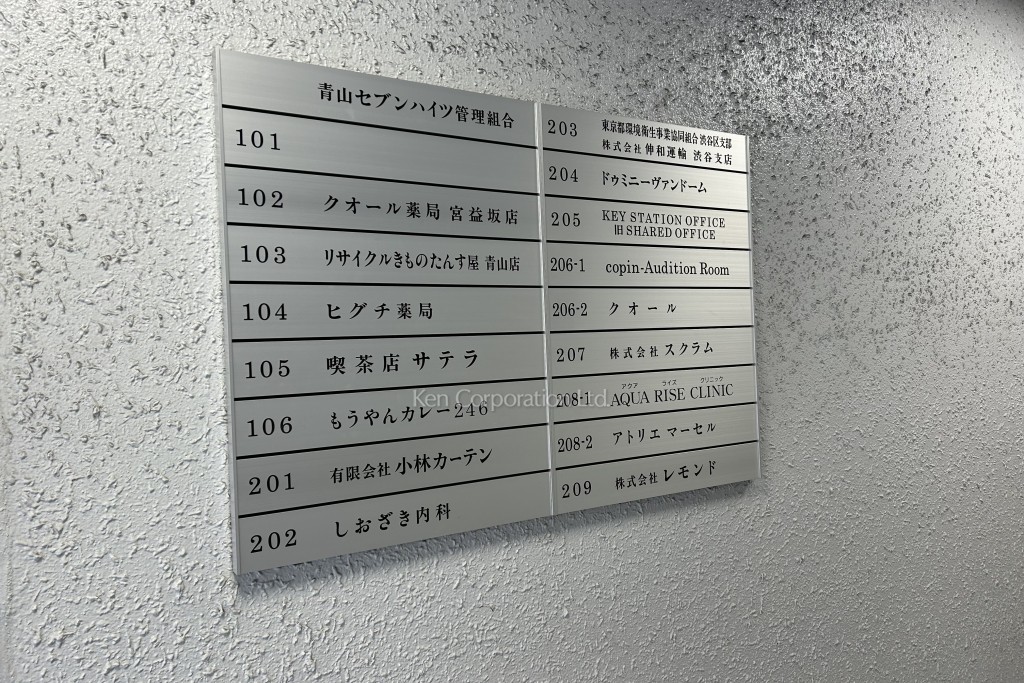 青山セブンハイツ管理組合
101
102 クオール薬局 宮益坂店
103 リサイクルきものたんす屋 青山店
104 ヒグチ薬局
105 喫茶店 サテラ
106 もうやんカレー246
201 有限会社 小林カーテン
202 しおざき内科
203 東京都環境衛生事業協同組合 渋谷区支部
株式会社 伸和運輸 渋谷支店
204 ドゥミニーヴァンドーム
205 KEY STATION OFFICE
旧 SHARED OFFICE
206-1 copin-Audition Room
206-2 クオール
207 株式会社 スクラム
アクア ライズ クリニック
208-1 AQUA RISE CLINIC
208-2 アトリエ マーセル
209 株式会社 レモンド
Ken Corporation Ltd.